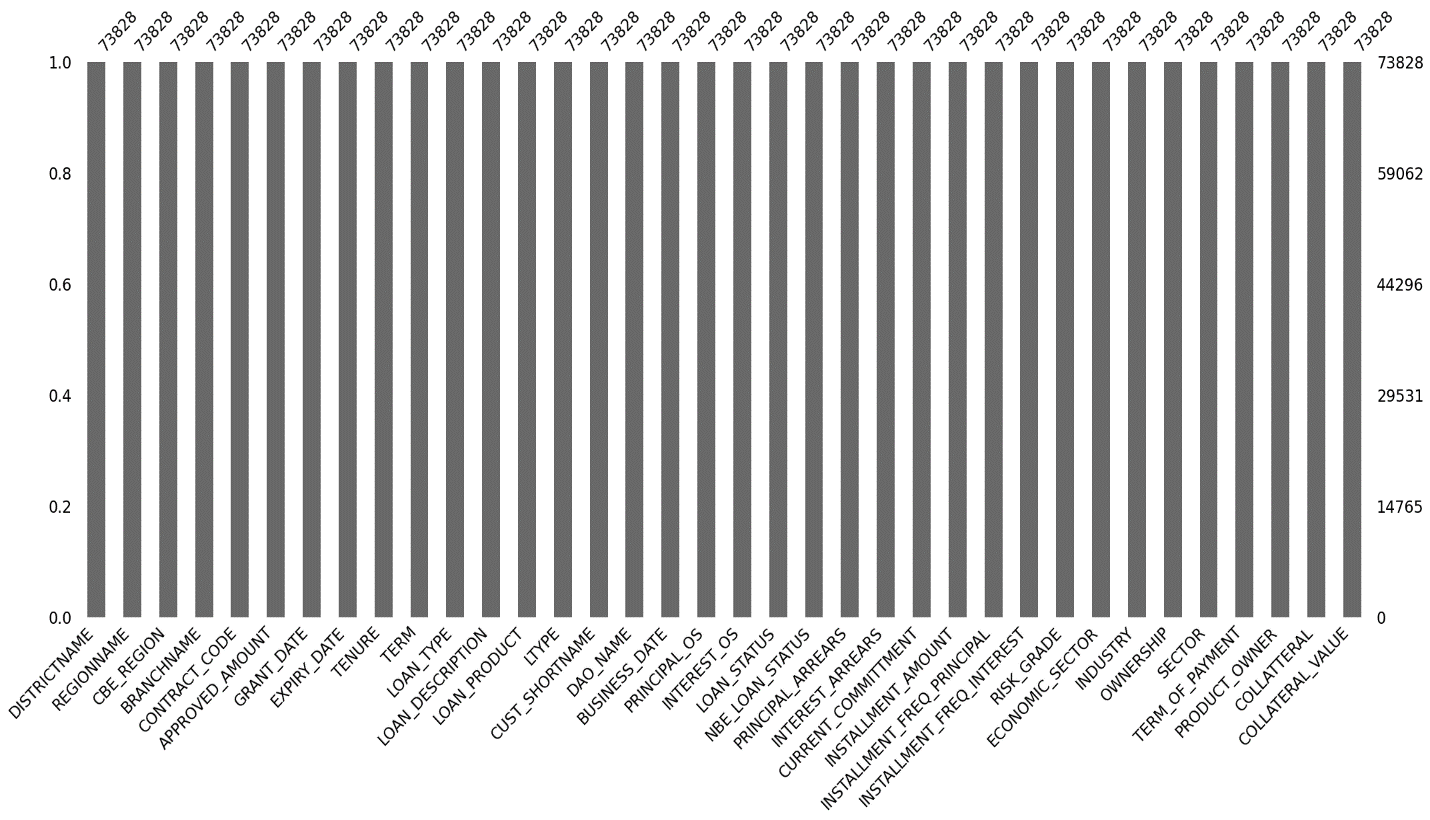 73828 73828 73828 73828 73828 73828 73828 73828 73828 73828 73828 73828 73828 73828 73828 73828 73828 73828 73828 73828 73828 73828 73828 73828 73828 73828 73828 73828 73828 73828 73828 73828 73828 73828 73828 73828
1.0 73828
0.8 59062
0.6 44296
0.4 29531
0.2 14765
0.0 0
DISTRICTNAME
REGIONNAME
CBE_REGION
BRANCHNAME
CONTRACT_CODE
APPROVED_AMOUNT
GRANT_DATE
EXPIRY_DATE
TENURE
TERM
LOAN_TYPE
LOAN_DESCRIPTION
LOAN_PRODUCT
LTYPE
CUST_SHORTNAME
DAO_NAME
BUSINESS_DATE
PRINCIPAL_OS
INTEREST_OS
LOAN_STATUS
NBE_LOAN_STATUS
PRINCIPAL_ARREARS
INTEREST_ARREARS
CURRENT_COMMITTMENT
INSTALLMENT_AMOUNT
INSTALLMENT_FREQ_PRINCIPAL
INSTALLMENT_FREQ_INTEREST
RISK_GRADE
ECONOMIC_SECTOR
INDUSTRY
OWNERSHIP
SECTOR
TERM_OF_PAYMENT
PRODUCT_OWNER
COLLATTERAL
COLLATERAL_VALUE